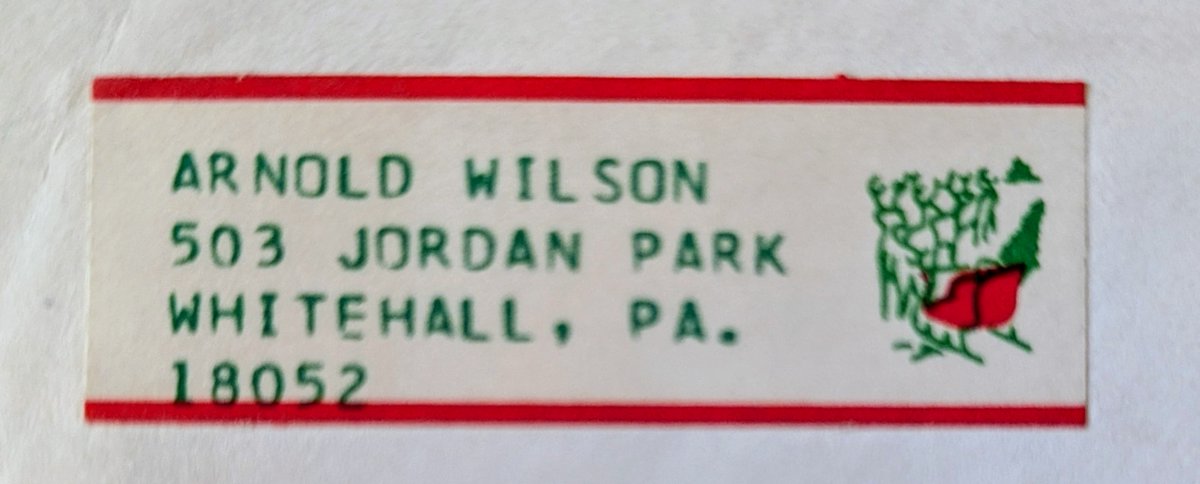 ARNOLD WILSON
503 JORDAN PARK
WHITEHALL, PA.
18052